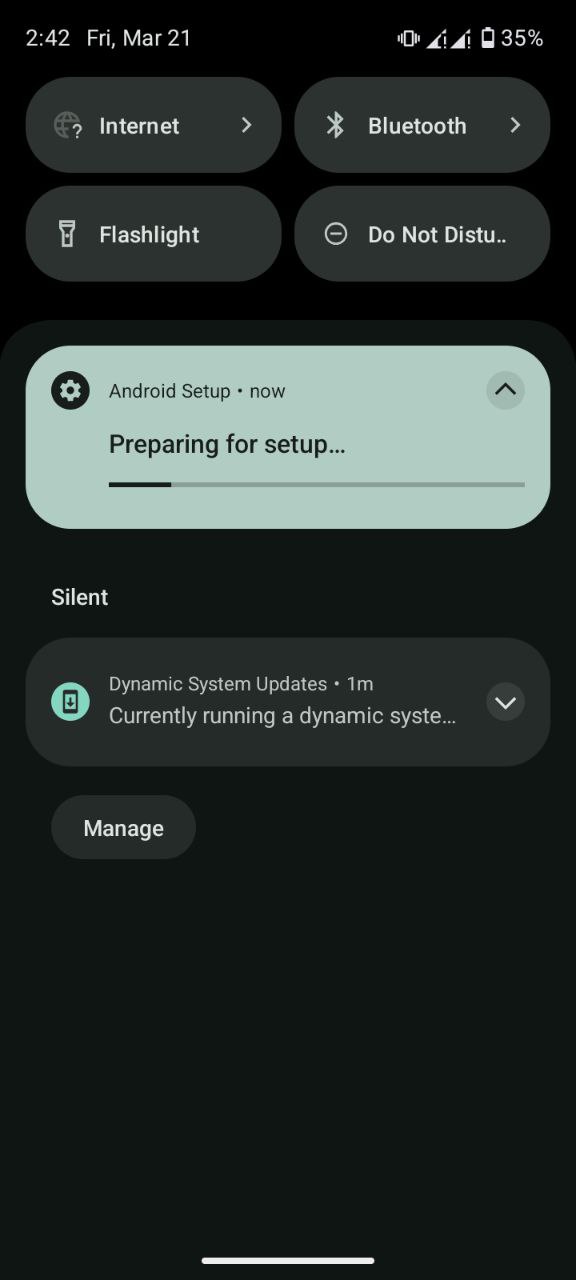 2:42 Fri, Mar 21 35%
Internet Bluetooth
Flashlight Do Not Distu..
Android Setup • now
Preparing for setup…
Silent
Dynamic System Updates • 1m
Currently running a dynamic syste…
Manage